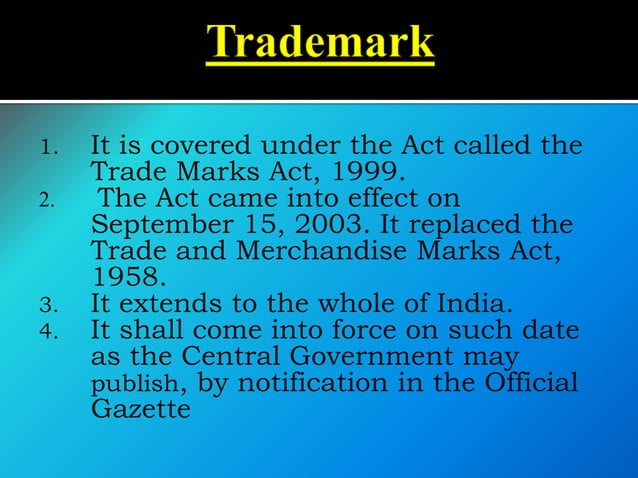 Trademark
1. It is covered under the Act called the
Trade Marks Act, 1999.
2. The Act came into effect on
September 15, 2003. It replaced the
Trade and Merchandise Marks Act,
1958.
3. It extends to the whole of India.
4. It shall come into force on such date
as the Central Government may
publish, by notification in the Official
Gazette